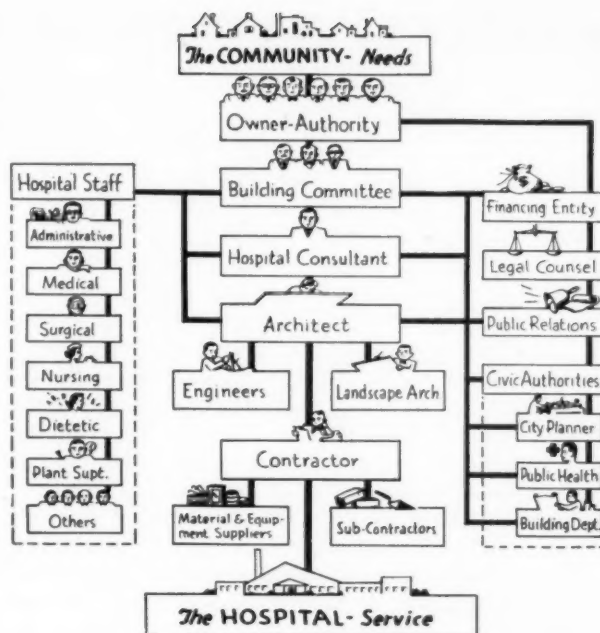 The COMMUNITY - Needs
Owner-Authority
Hospital Staff
Building Committee
Financing Entity
Administrative
Hospital Consultant
Legal Counsel
Medical
Surgical
Architect
Public Relations
Nursing
Engineers
Landscape Arch
Civic Authorities
Dietetic
City Planner
Plant Supt.
Contractor
Public Health
Others
Material & Equip-
ment Suppliers
Sub-Contractors
Building Dept.
The HOSPITAL - Service